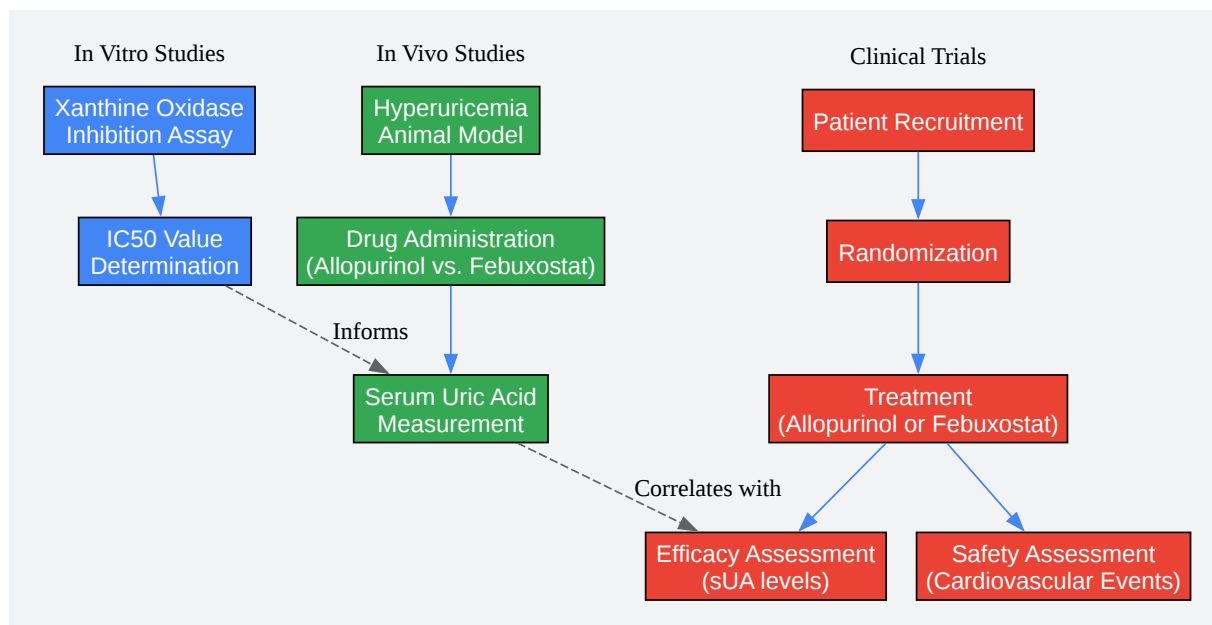 In Vitro Studies
In Vivo Studies
Clinical Trials
Xanthine Oxidase
Inhibition Assay
Hyperuricemia
Animal Model
Patient Recruitment
IC50 Value
Determination
Drug Administration
(Allopurinol vs. Febuxostat)
Randomization
Informs
Serum Uric Acid
Measurement
Treatment
(Allopurinol or Febuxostat)
Correlates with
Efficacy Assessment
(sUA levels)
Safety Assessment
(Cardiovascular Events)